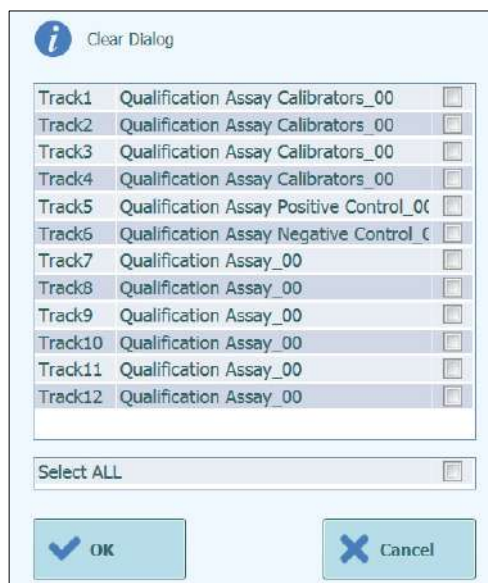 Clear Dialog
Track1 Qualification Assay Calibrators_00
Track2 Qualification Assay Calibrators_00
Track3 Qualification Assay Calibrators_00
Track4 Qualification Assay Calibrators_00
Track5 Qualification Assay Positive Control_0
Track6 Qualification Assay Negative Control_
Track7 Qualification Assay_00
Track8 Qualification Assay_00
Track9 Qualification Assay_00
Track10 Qualification Assay_00
Track11 Qualification Assay_00
Track12 Qualification Assay_00
Select ALL
OK
Cancel